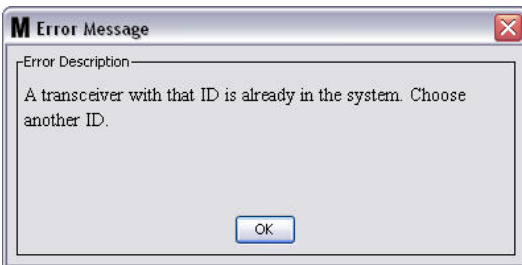 M Error Message
Error Description
A transceiver with that ID is already in the system. Choose
another ID.
OK